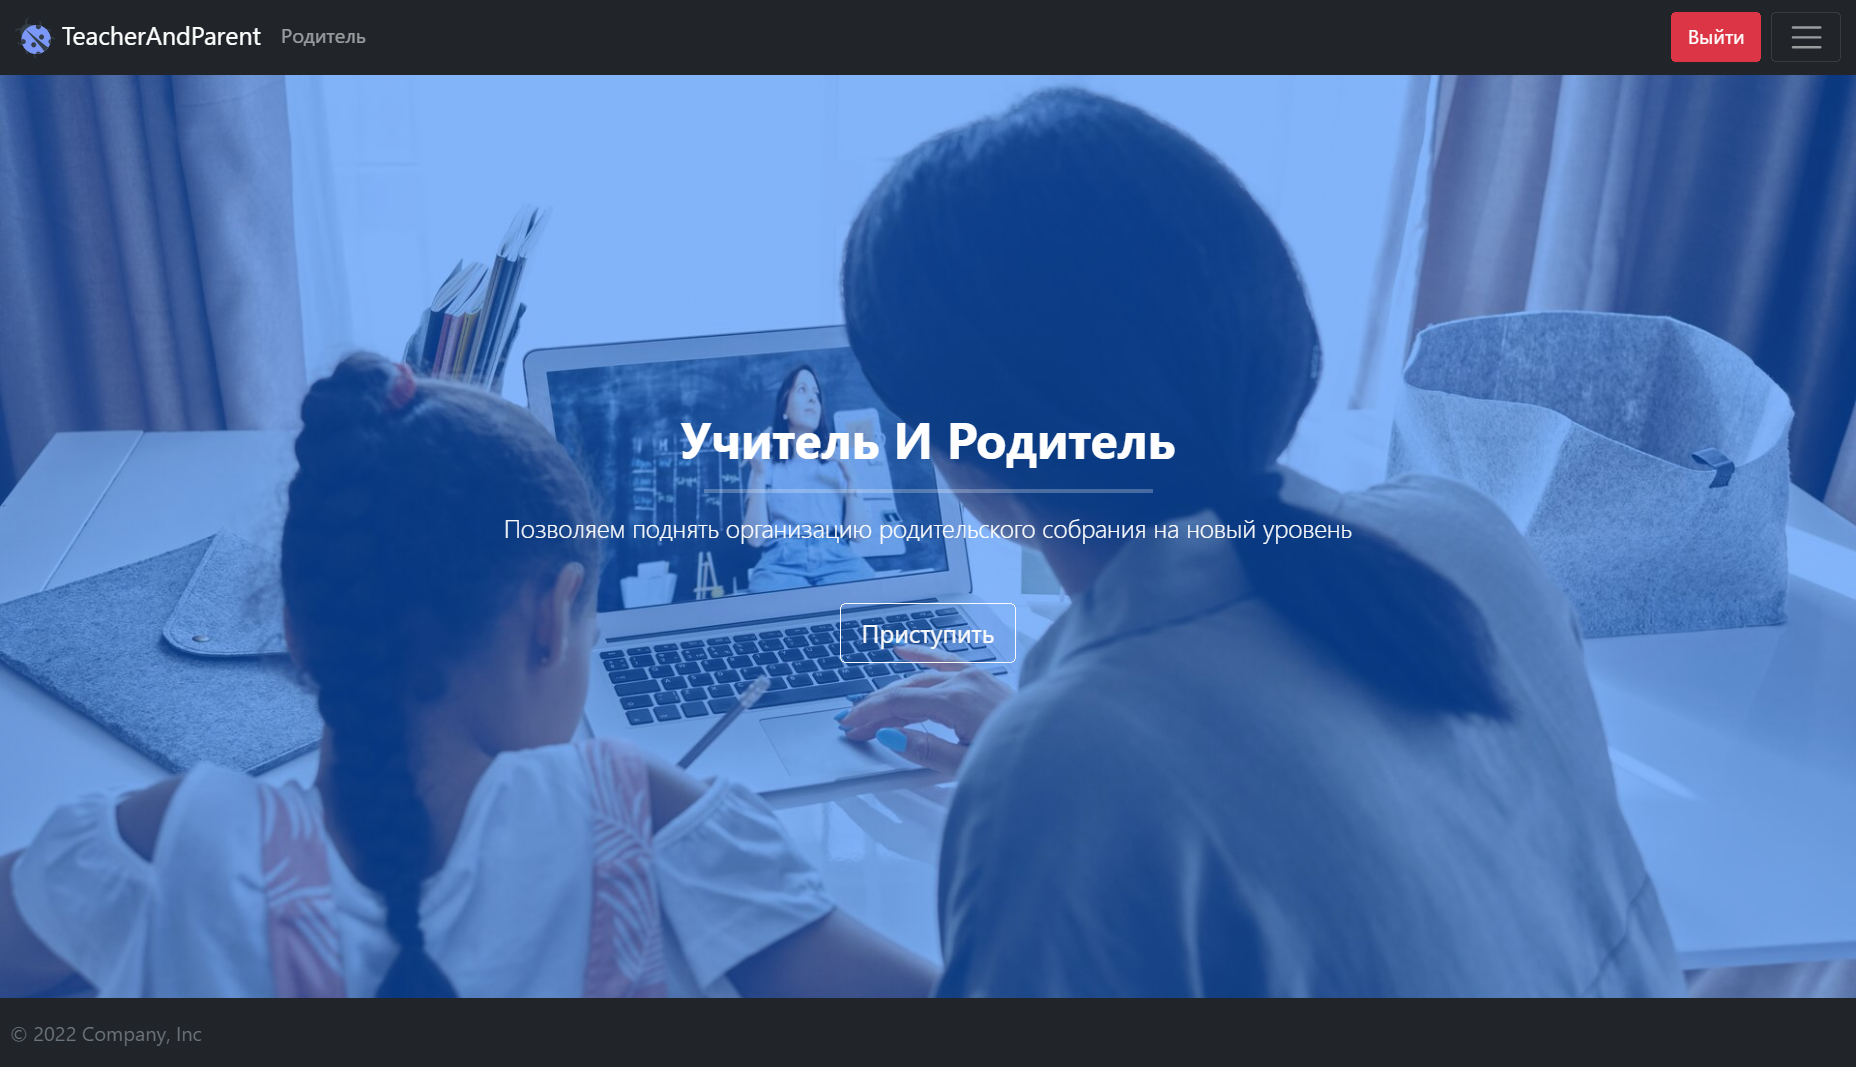 TeacherAndParent Родитель Выйти
Учитель И Родитель
Позволяем поднять организацию родительского собрания на новый уровень
Приступить
© 2022 Company, Inc